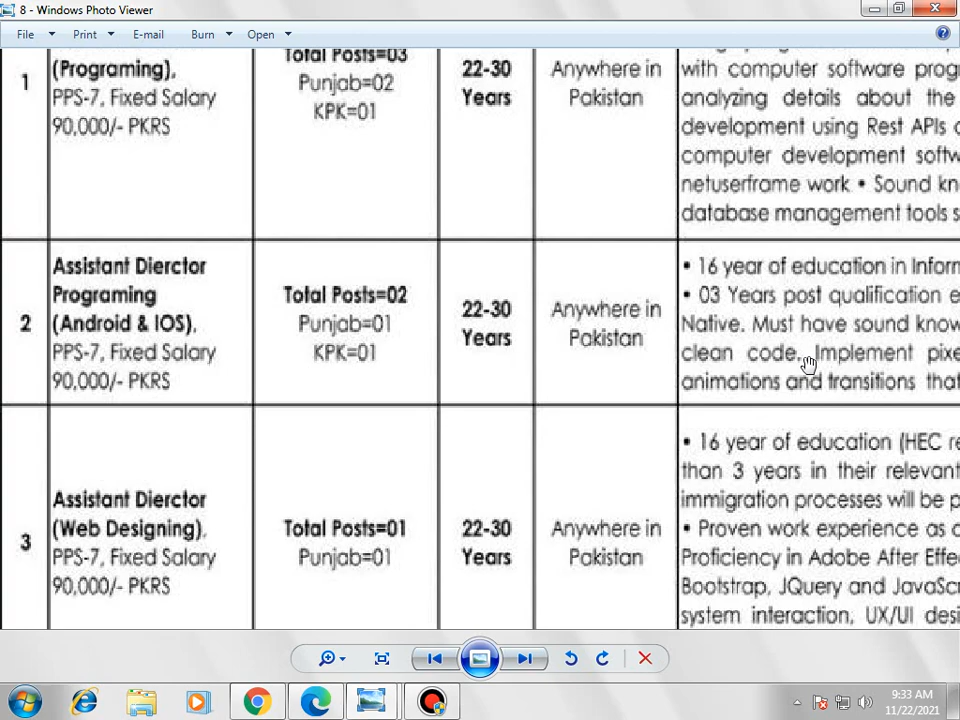 8 - Windows Photo Viewer
File Print E-mail Burn Open
1
(Programing),
PPS-7, Fixed Salary
90,000/- PKRS
Total Posts=03
Punjab=02
KPK=01
22-30
Years
Anywhere in
Pakistan
with computer software progr
analyzing details about the
development using Rest APIs
computer development softw
netuserframe work • Sound kn
database management tools s
2
Assistant Dierctor
Programing
(Android & IOS),
PPS-7, Fixed Salary
90,000/- PKRS
Total Posts=02
Punjab=01
KPK=01
22-30
Years
Anywhere in
Pakistan
• 16 year of education in Inform
• 03 Years post qualification e
Native. Must have sound know
clean code. Implement pixe
animations and transitions that
3
Assistant Dierctor
(Web Designing),
PPS-7, Fixed Salary
90,000/- PKRS
Total Posts=01
Punjab=01
22-30
Years
Anywhere in
Pakistan
• 16 year of education (HEC re
than 3 years in their relevant
immigration processes will be p
• Proven work experience as
Proficiency in Adobe After Effe
Bootstrap, JQuery and JavaScr
system interaction, UX/UI desi
9:33 AM
11/22/2021